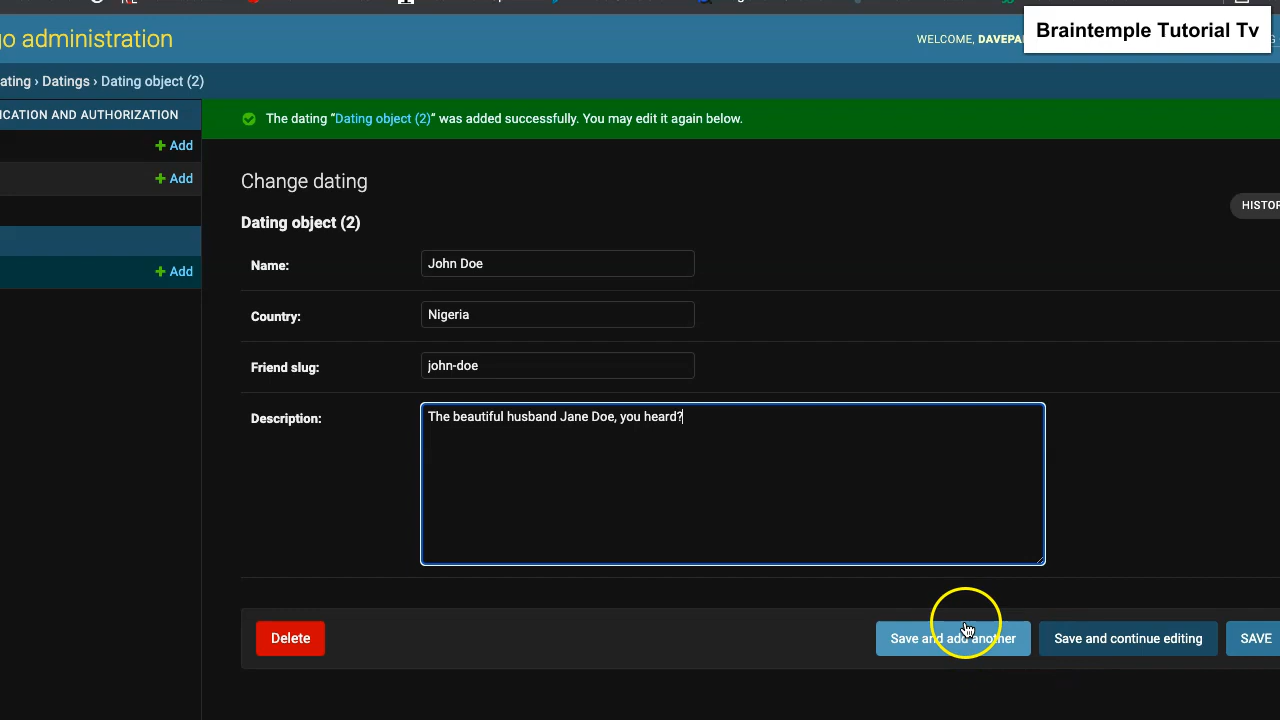 Braintemple Tutorial Tv
go administration
WELCOME, DAVEPA
ating › Datings › Dating object (2)
ICATION AND AUTHORIZATION
The dating “Dating object (2)” was added successfully. You may edit it again below.
Add
Add
Add
Change dating
HISTOR
Dating object (2)
Name:
John Doe
Country:
Nigeria
Friend slug:
john-doe
Description:
The beautiful husband Jane Doe, you heard?
Delete
Save and add another
Save and continue editing
SAVE